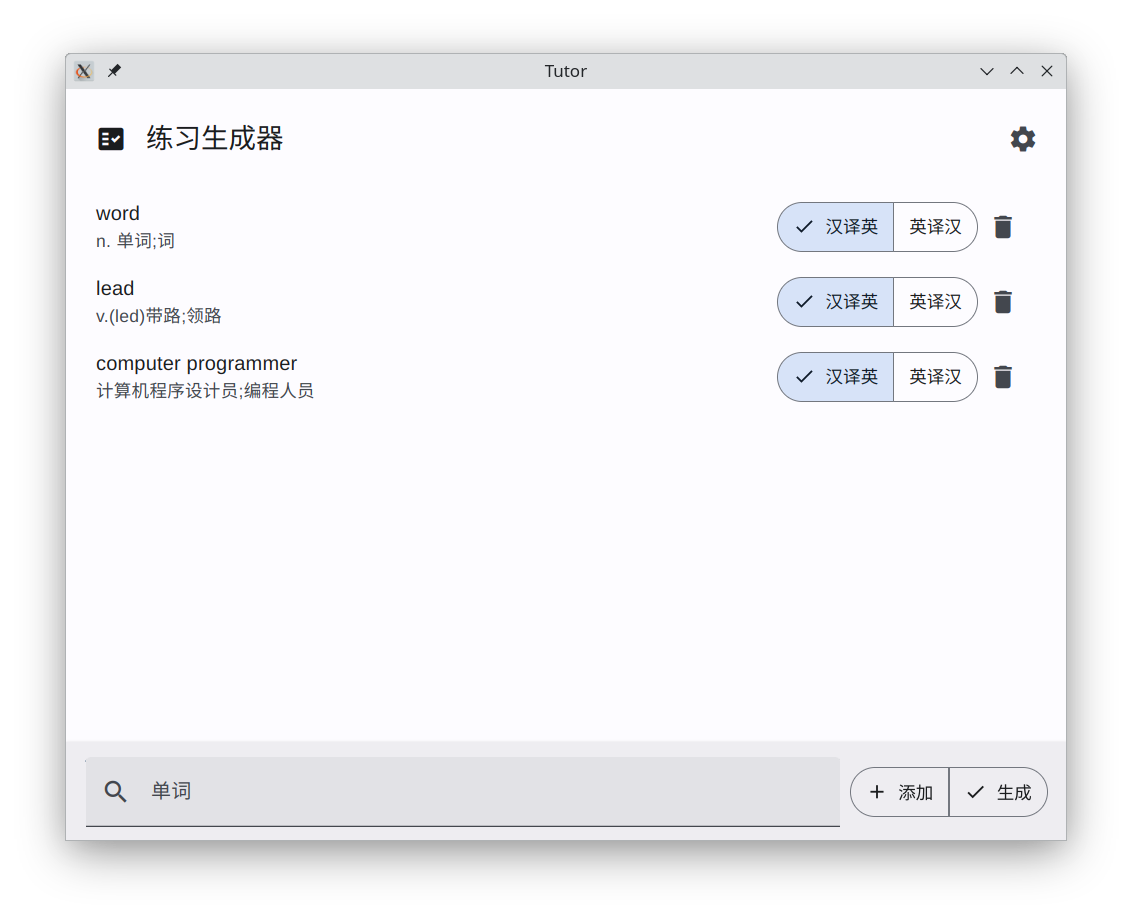 Tutor
练习生成器
word
n. 单词;词
汉译英 英译汉
lead
v.(led)带路;领路
汉译英 英译汉
computer programmer
计算机程序设计员;编程人员
汉译英 英译汉
单词
添加 生成